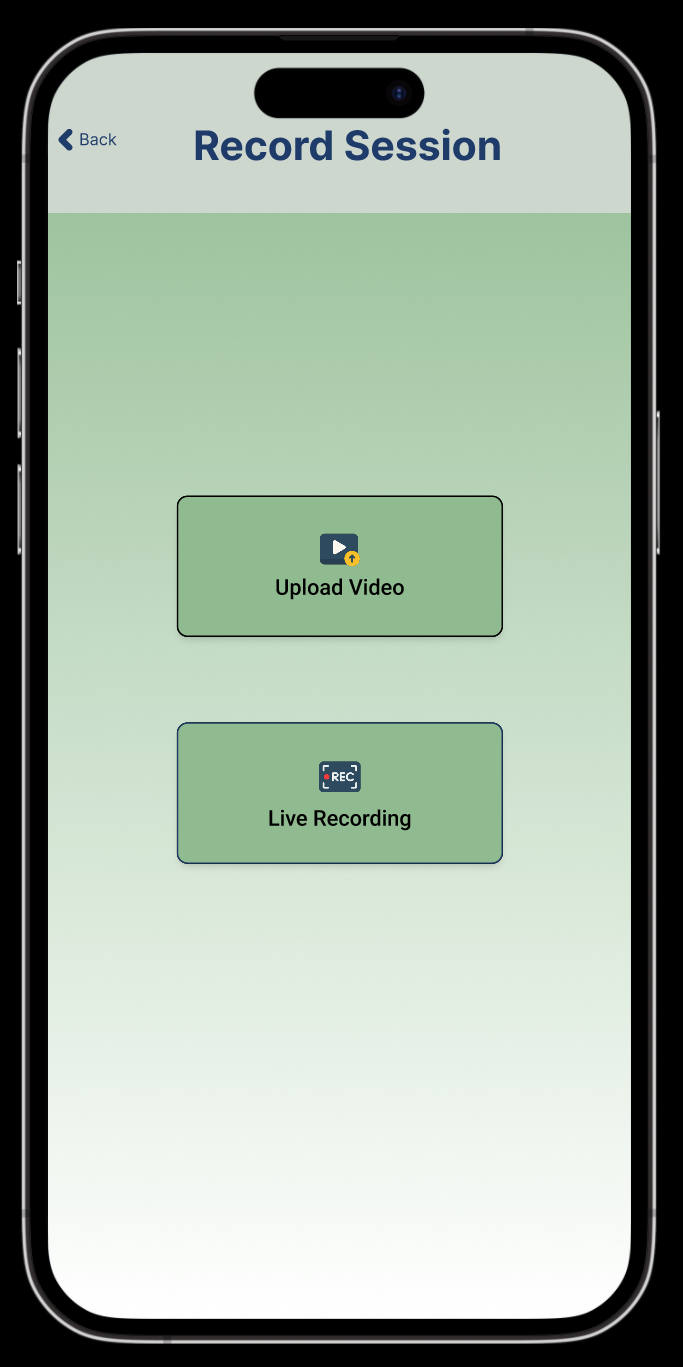 Back
Record Session
Upload Video
REC
Live Recording